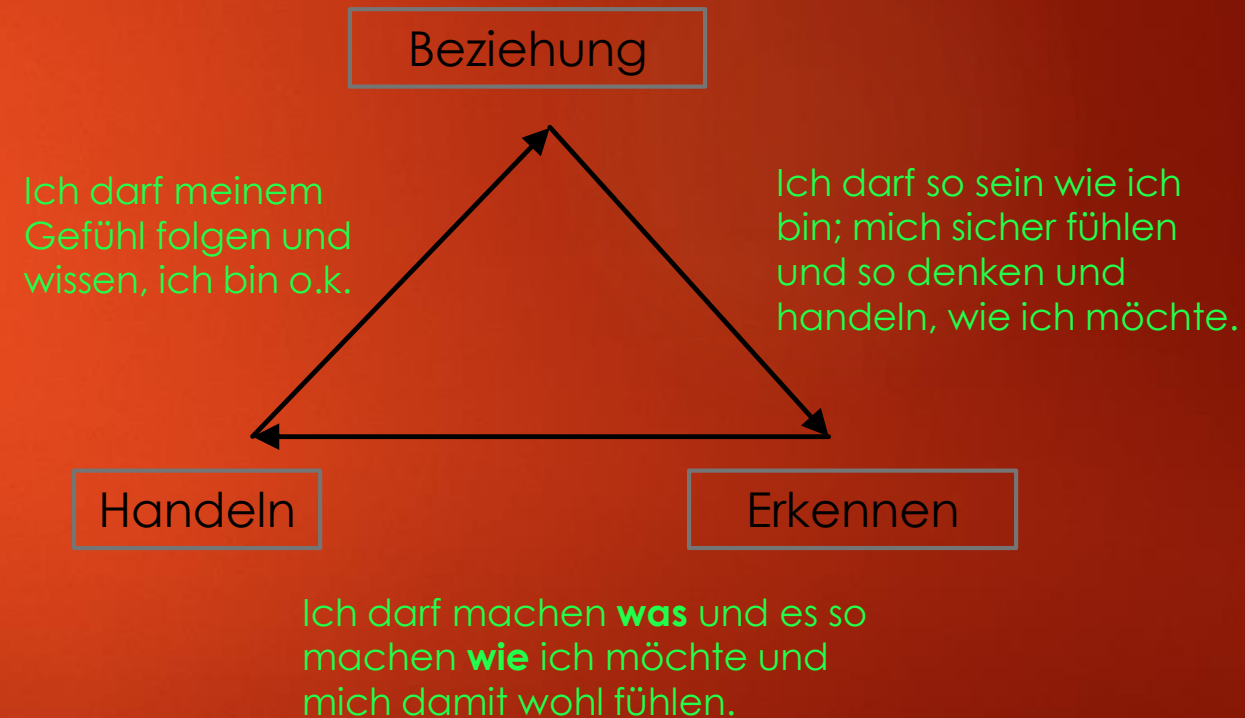 Beziehung
Ich darf meinem
Gefühl folgen und
wissen, ich bin o.k.
Ich darf so sein wie ich
bin; mich sicher fühlen
und so denken und
handeln, wie ich möchte.
Handeln
Erkennen
Ich darf machen was und es so
machen wie ich möchte und
mich damit wohl fühlen.